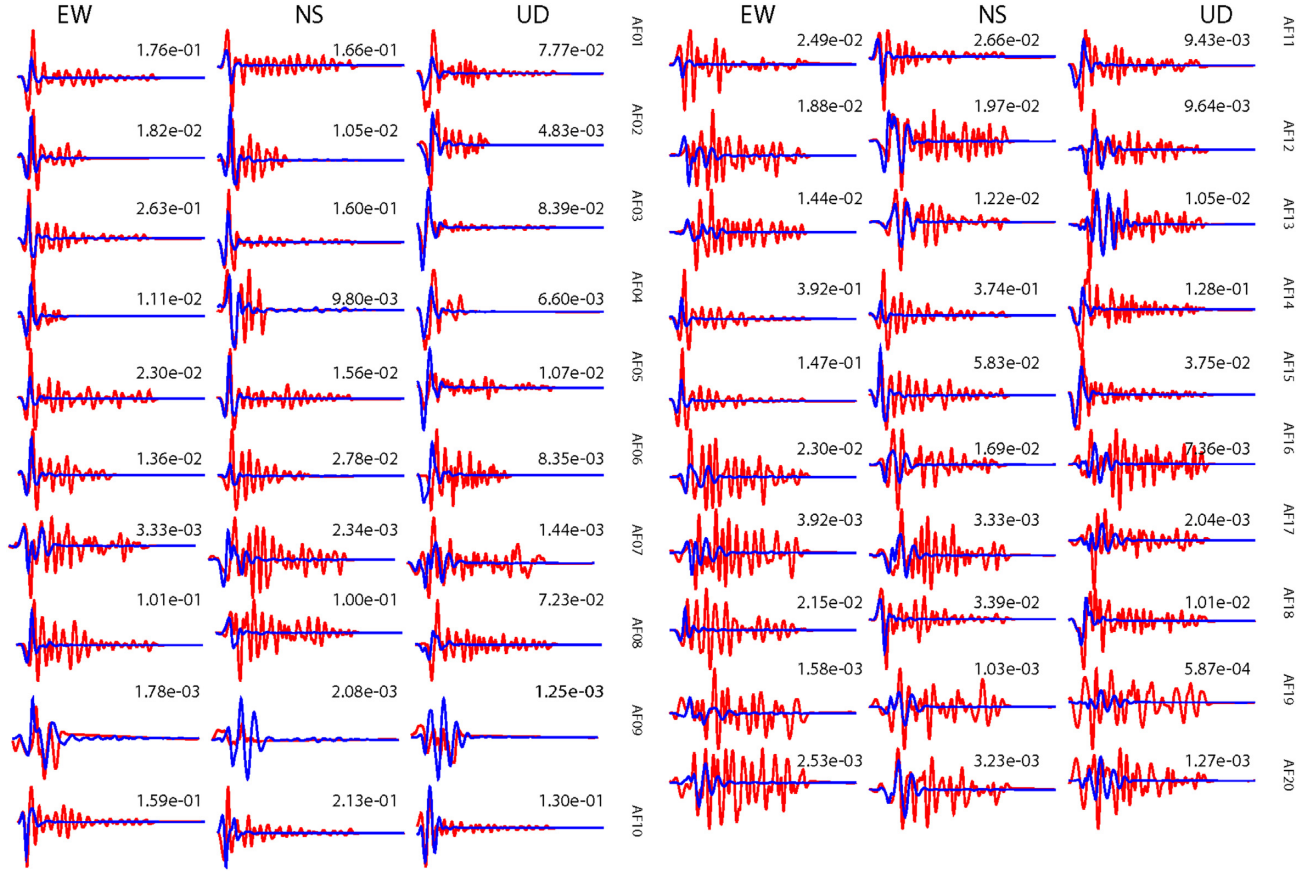 EW NS UD
1.76e-01 1.66e-01 7.77e-02 AF01
1.82e-02 1.05e-02 4.83e-03 AF02
2.63e-01 1.60e-01 8.39e-02 AF03
1.11e-02 9.80e-03 6.60e-03 AF04
2.30e-02 1.56e-02 1.07e-02 AF05
1.36e-02 2.78e-02 8.35e-03 AF06
3.33e-03 2.34e-03 1.44e-03 AF07
1.01e-01 1.00e-01 7.23e-02 AF08
1.78e-03 2.08e-03 1.25e-03 AF09
1.59e-01 2.13e-01 1.30e-01 AF10
EW NS UD
2.49e-02 2.66e-02 9.43e-03 AF11
1.88e-02 1.97e-02 9.64e-03 AF12
1.44e-02 1.22e-02 1.05e-02 AF13
3.92e-01 3.74e-01 1.28e-01 AF14
1.47e-01 5.83e-02 3.75e-02 AF15
2.30e-02 1.69e-02 7.36e-03 AF16
3.92e-03 3.33e-03 2.04e-03 AF17
2.15e-02 3.39e-02 1.01e-02 AF18
1.58e-03 1.03e-03 5.87e-04 AF19
2.53e-03 3.23e-03 1.27e-03 AF20